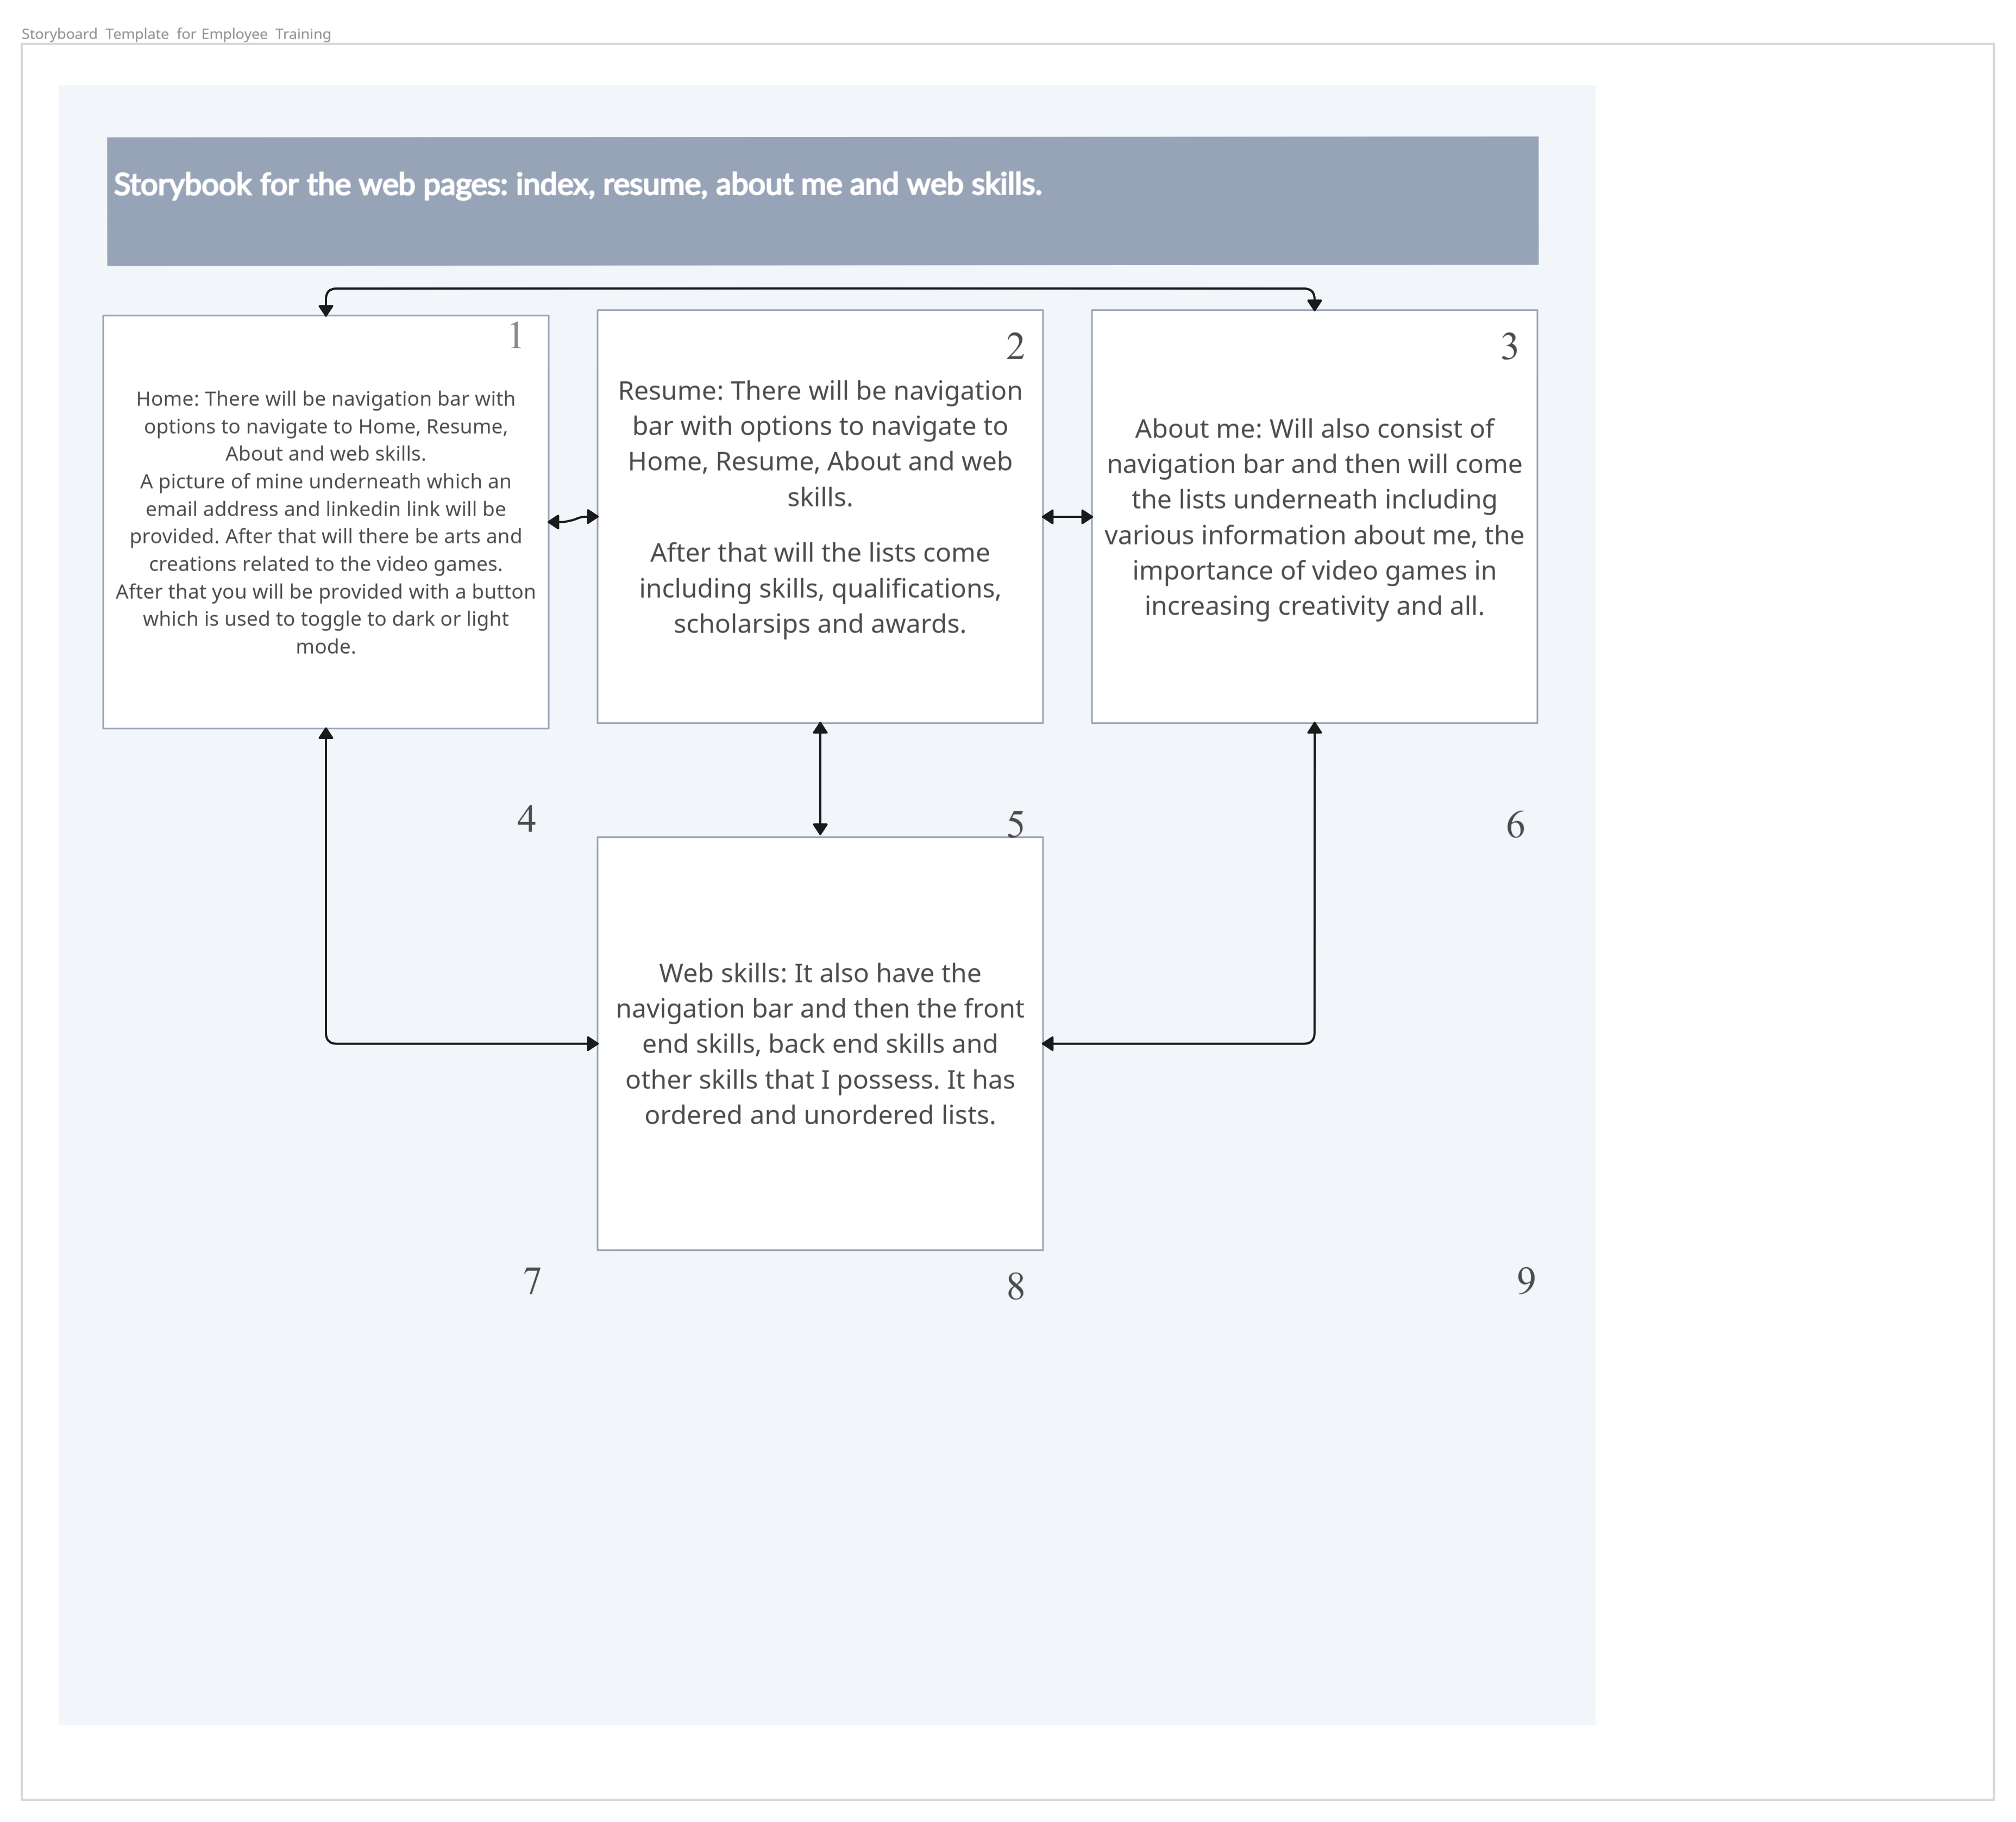 Storyboard Template for Employee Training
Storybook for the web pages: index, resume, about me and web skills.
1
Home: There will be navigation bar with
options to navigate to Home, Resume,
About and web skills.
A picture of mine underneath which an
email address and linkedin link will be
provided. After that will there be arts and
creations related to the video games.
After that you will be provided with a button
which is used to toggle to dark or light
mode.
2
Resume: There will be navigation
bar with options to navigate to
Home, Resume, About and web
skills.
After that will the lists come
including skills, qualifications,
scholarsips and awards.
3
About me: Will also consist of
navigation bar and then will come
the lists underneath including
various information about me, the
importance of video games in
increasing creativity and all.
4
5
6
Web skills: It also have the
navigation bar and then the front
end skills, back end skills and
other skills that I possess. It has
ordered and unordered lists.
7
8
9